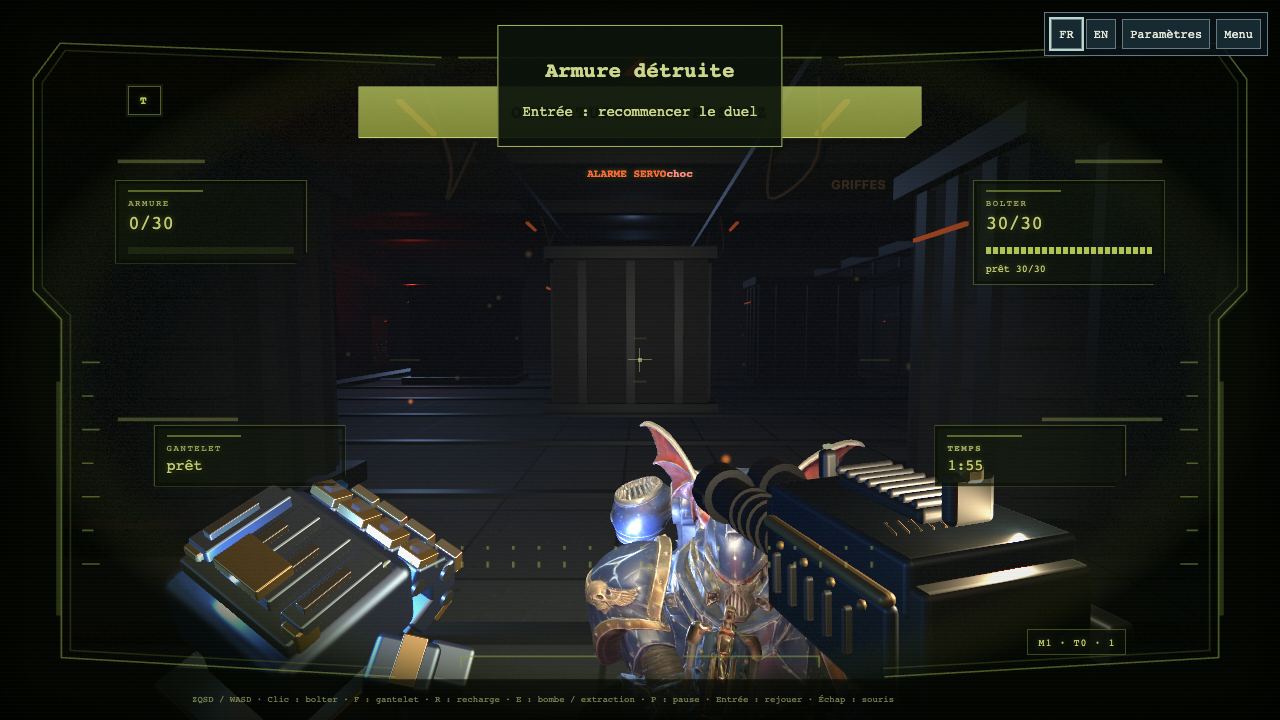 FR EN Paramètres Menu
Armure détruite
Entrée : recommencer le duel
T
ALARME SERVOchoc
GRIFFES
ARMURE
0/30
BOLTER
30/30
prêt 30/30
GANTELET
prêt
TEMPS
1:55
M1 · T0 · 1
ZQSD / WASD · Clic : bolter · F : gantelet · R : recharge · E : bombe / extraction · P : pause · Entrée : rejouer · Échap : souris